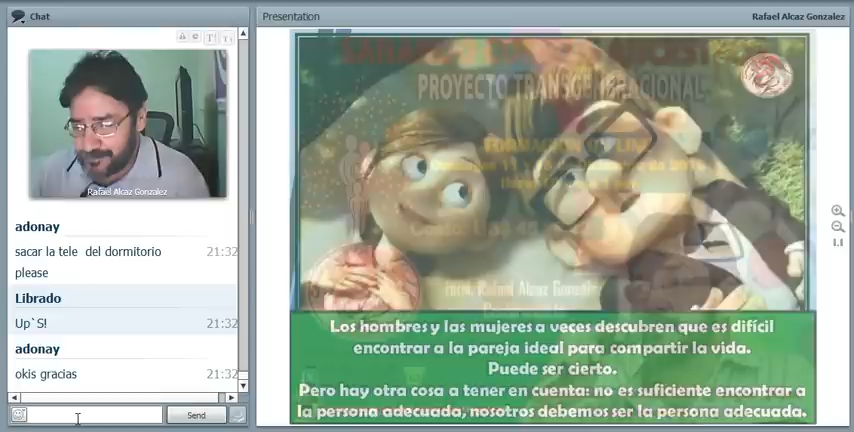 Chat
Presentation
Rafael Alcaz Gonzalez
Rafael Alcaz Gonzalez
adonay
sacar la tele del dormitorio
please
21:32
Librado
Up`S!
21:32
adonay
okis gracias
21:32
Send
1:1
PROYECTO TRANSGENERACIONAL
Los hombres y las mujeres a veces descubren que es difícil
encontrar a la pareja ideal para compartir la vida.
Puede ser cierto.
Pero hay otra cosa a tener en cuenta: no es suficiente encontrar a
la persona adecuada, nosotros debemos ser la persona adecuada.